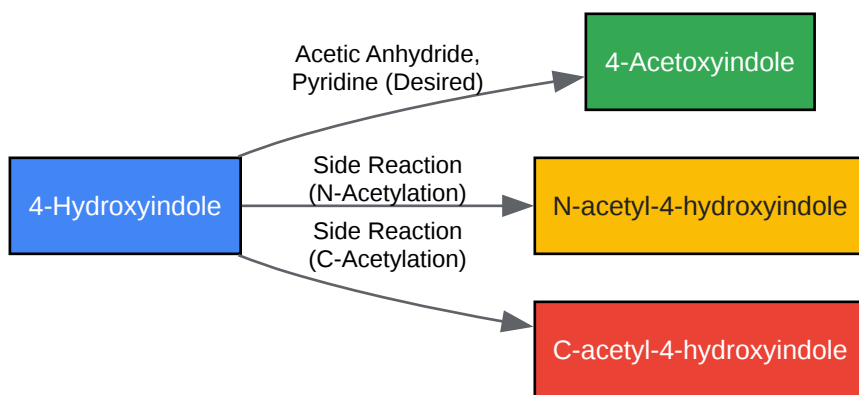 Acetic Anhydride,
Pyridine (Desired)
4-Acetoxyindole
4-Hydroxyindole
Side Reaction
(N-Acetylation)
N-acetyl-4-hydroxyindole
Side Reaction
(C-Acetylation)
C-acetyl-4-hydroxyindole